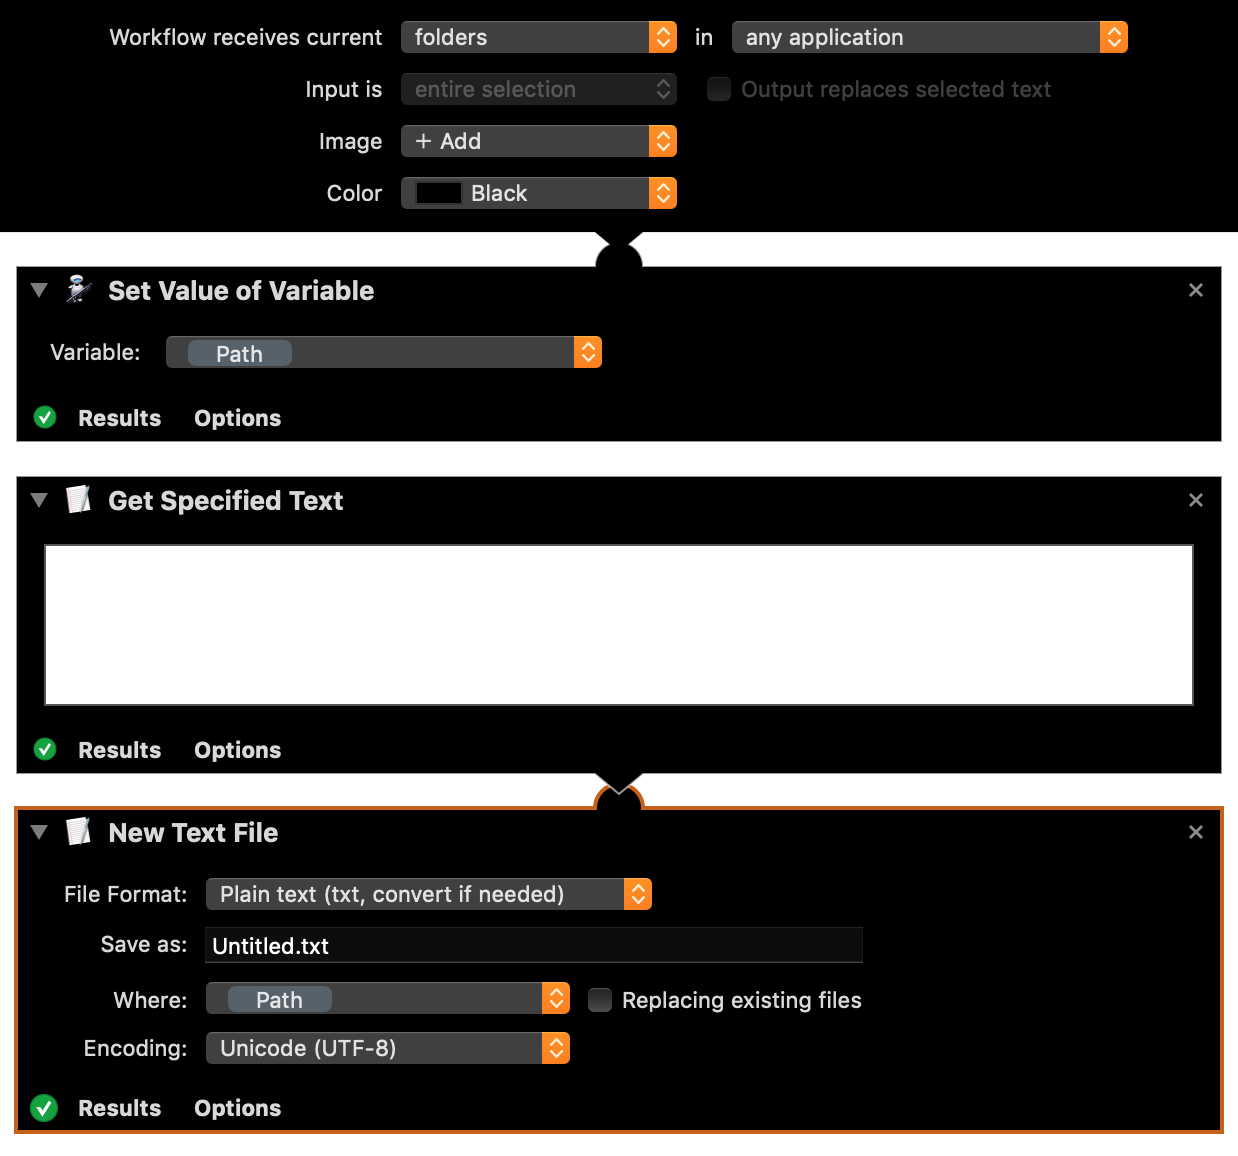 Workflow receives current folders in any application
Input is entire selection Output replaces selected text
Image + Add
Color Black
Set Value of Variable
Variable: Path
Results Options
Get Specified Text
Results Options
New Text File
File Format: Plain text (txt, convert if needed)
Save as: Untitled.txt
Where: Path Replacing existing files
Encoding: Unicode (UTF-8)
Results Options